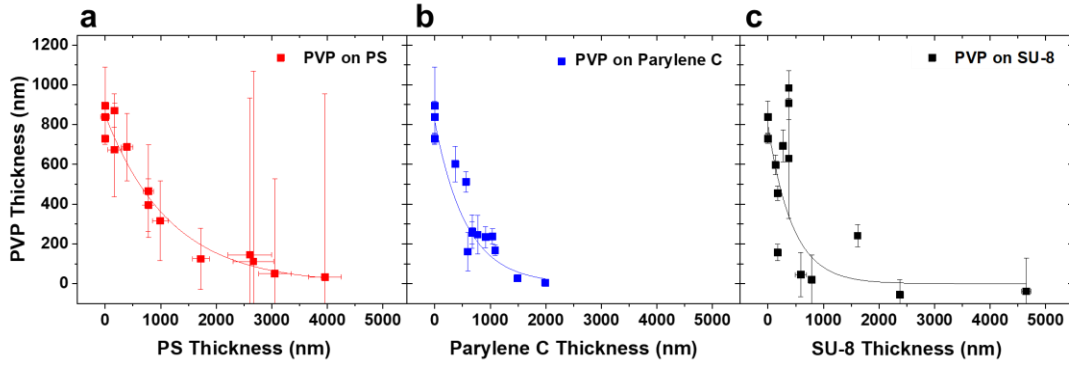 a b c
PVP on PS
PVP on Parylene C
PVP on SU-8
PVP Thickness (nm)
1200
1000
800
600
400
200
0
0 1000 2000 3000 4000 5000
0 1000 2000 3000 4000 5000
0 1000 2000 3000 4000 5000
PS Thickness (nm)
Parylene C Thickness (nm)
SU-8 Thickness (nm)